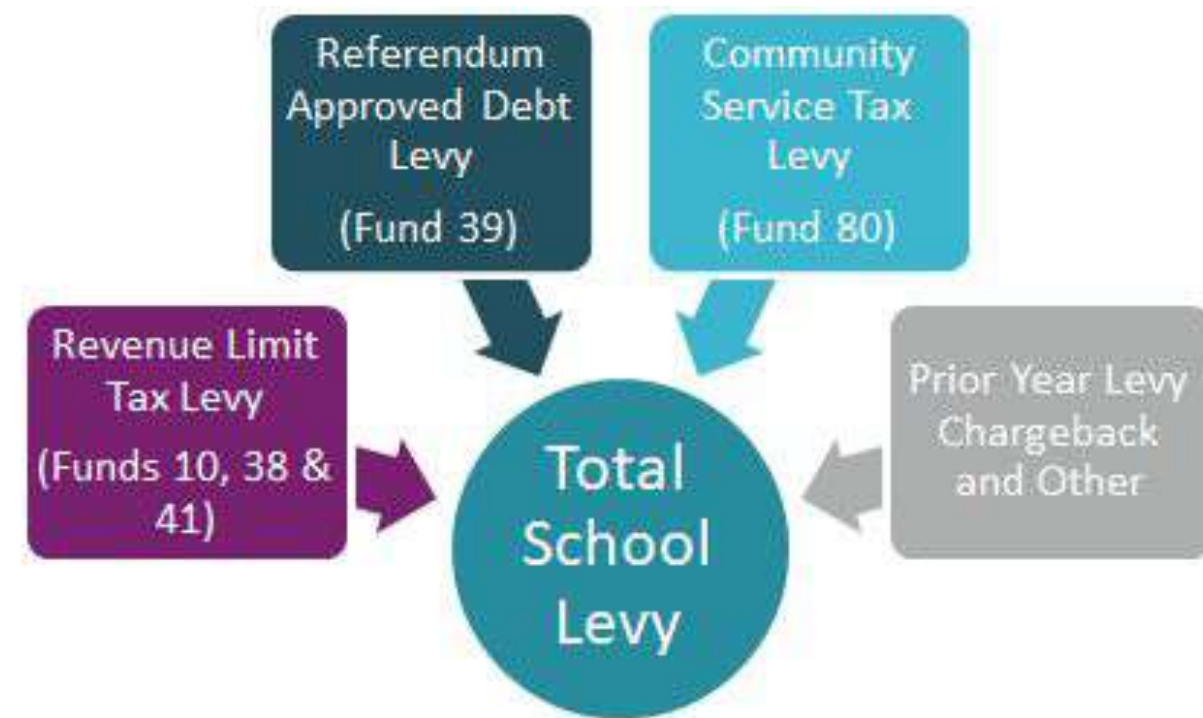 Referendum
Approved Debt
Levy
(Fund 39)
Community
Service Tax
Levy
(Fund 80)
Revenue Limit
Tax Levy
(Funds 10, 38 &
41)
Prior Year Levy
Chargeback
and Other
Total
School
Levy